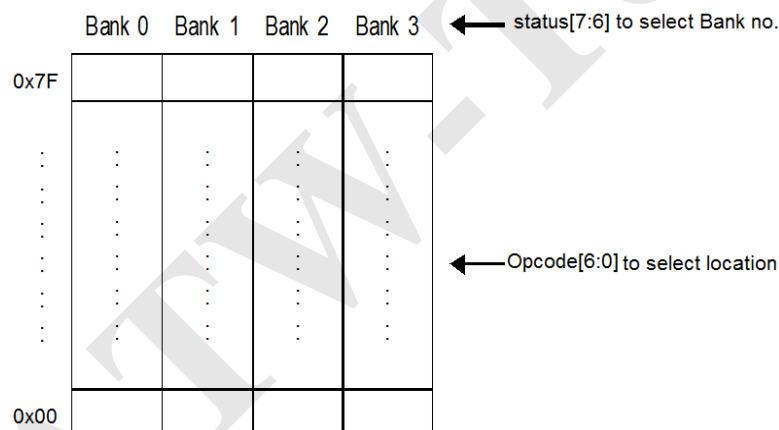 Bank 0 Bank 1 Bank 2 Bank 3 status[7:6] to select Bank no.
0x7F
Opcode[6:0] to select location
0x00